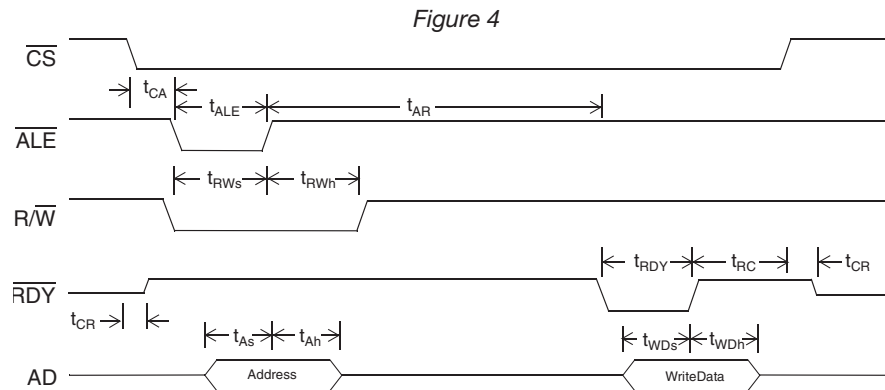 Figure 4
CS
tCA
tALE
tAR
ALE
tRWs
tRWh
R/W
tRDY
tRC
tCR
RDY
tCR
tAs
tAh
tWDs
tWDh
AD
Address
WriteData